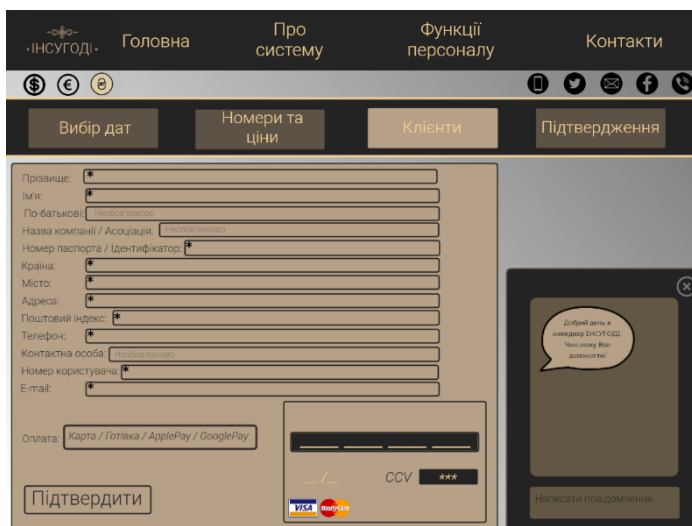 ·ІНСУГОДІ·
Головна
Про
систему
Функції
персоналу
Контакти
$ € ₴
Вибір дат
Номери та
ціни
Клієнти
Підтвердження
Прізвище: *
Ім'я: *
По-батькові: Необов'язково
Назва компанії / Асоціація: Необов'язково
Номер паспорта / Ідентифікатор: *
Країна: *
Місто: *
Адреса: *
Поштовий індекс: *
Телефон: *
Контактна особа: Необов'язково
Номер користувача: *
E-mail: *
Оплата: Карта / Готівка / ApplePay / GooglePay
__ /__ CCV ***
VISA MasterCard
Підтвердити
Добрий день я
менеджер ІНСУГОДІ.
Чим можу Вам
допомогти?
Написати повідомлення...